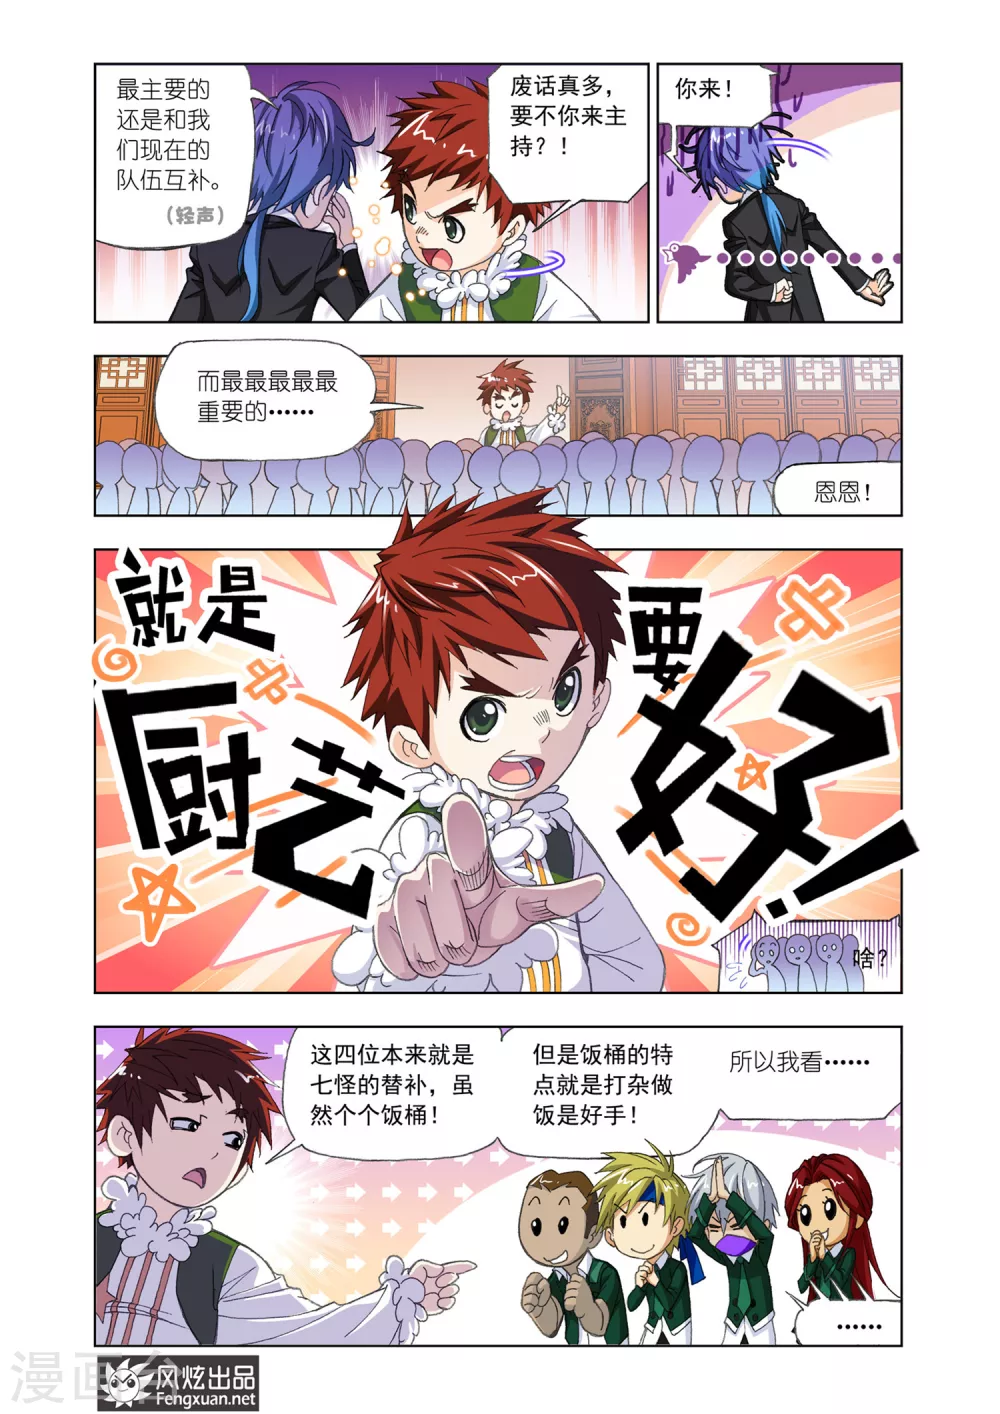 最主要的
还是和我
们现在的
队伍互补。
（轻声）
废话真多，
要不你来主
持？！
你来！
而最最最最最
重要的……
恩恩！
就是
厨艺
要
好！
啥？
这四位本来就是
七怪的替补，虽
然个个饭桶！
但是饭桶的特
点就是打杂做
饭是好手！
所以我看……
……
漫画台
风炫出品
Fengxuan.net